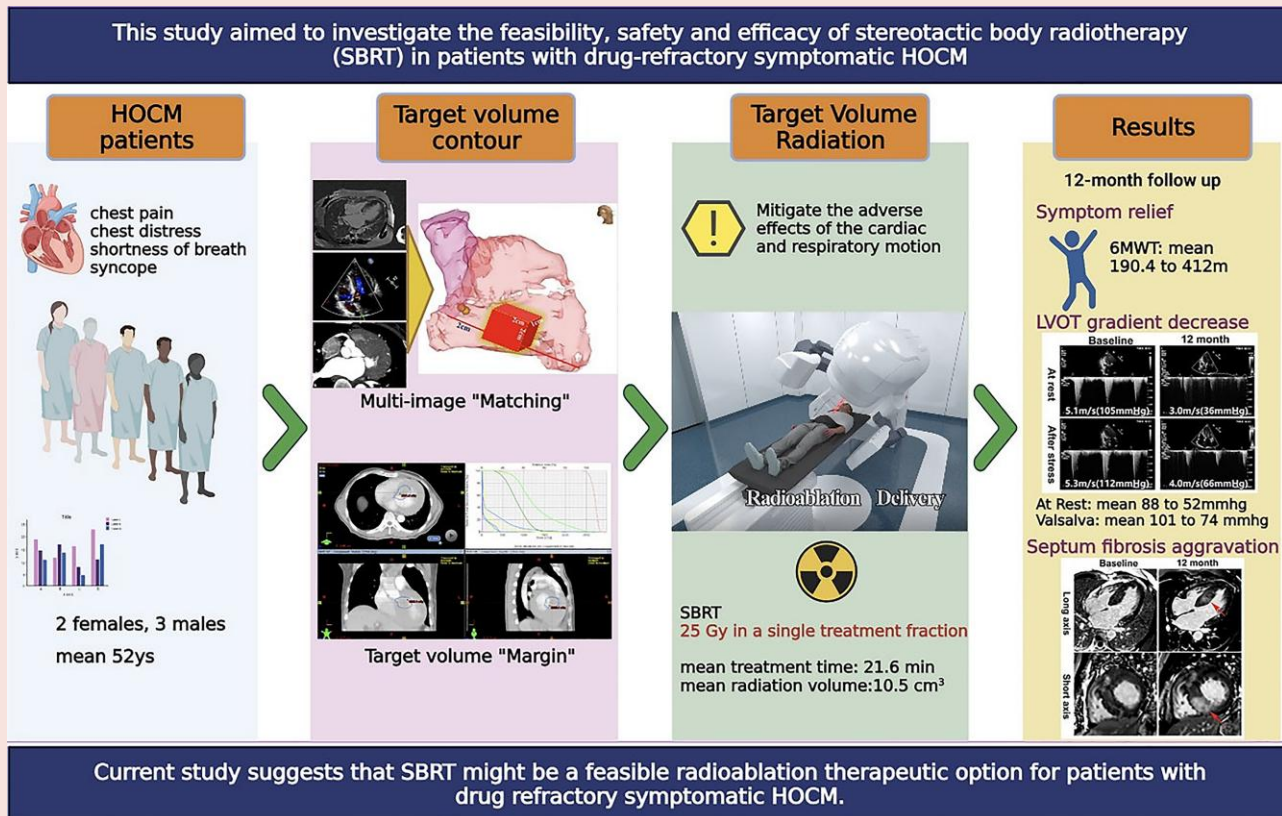 This study aimed to investigate the feasibility, safety and efficacy of stereotactic body radiotherapy
(SBRT) in patients with drug-refractory symptomatic HOCM
HOCM
patients
chest pain
chest distress
shortness of breath
syncope
Title
2 females, 3 males
mean 52ys
Target volume
contour
2cm
2cm
Multi-image "Matching"
Target volume "Margin"
Target Volume
Radiation
!
Mitigate the adverse
effects of the cardiac
and respiratory motion
Radioablation Delivery
SBRT
25 Gy in a single treatment fraction
mean treatment time: 21.6 min
mean radiation volume:10.5 cm³
Results
12-month follow up
Symptom relief
6MWT: mean
190.4 to 412m
LVOT gradient decrease
Baseline
12 month
At rest
5.1m/s(105mmHg)
3.0m/s(36mmHg)
After stress
5.3m/s(112mmHg)
4.0m/s(66mmHg)
At Rest: mean 88 to 52mmhg
Valsalva: mean 101 to 74 mmhg
Septum fibrosis aggravation
Baseline
12 month
Long axis
Short axis
Current study suggests that SBRT might be a feasible radioablation therapeutic option for patients with
drug refractory symptomatic HOCM.